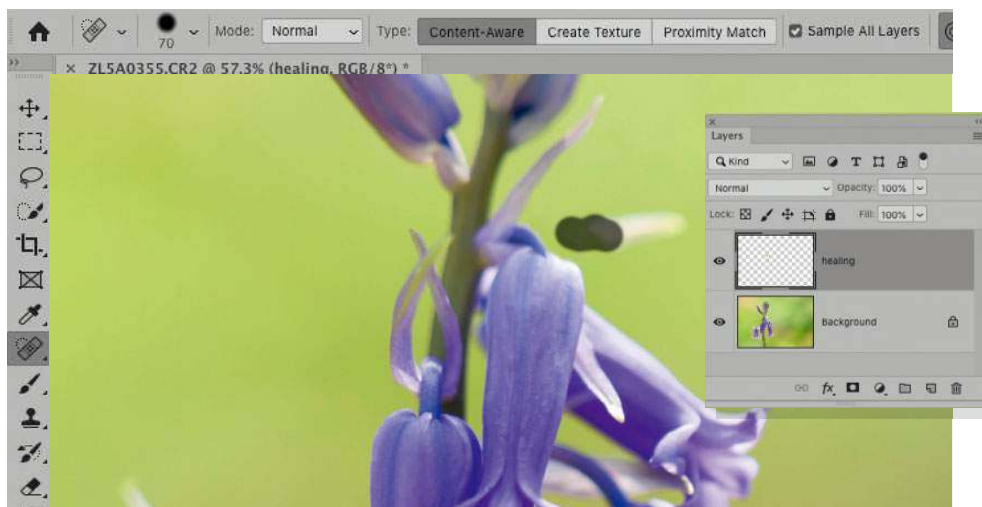 Mode: Normal Type: Content-Aware Create Texture Proximity Match Sample All Layers
70
ZL5A0355.CR2 @ 57.3% (healing, RGB/8*) *
Layers
Kind
Normal Opacity: 100%
Lock: Fill: 100%
healing
Background
fx